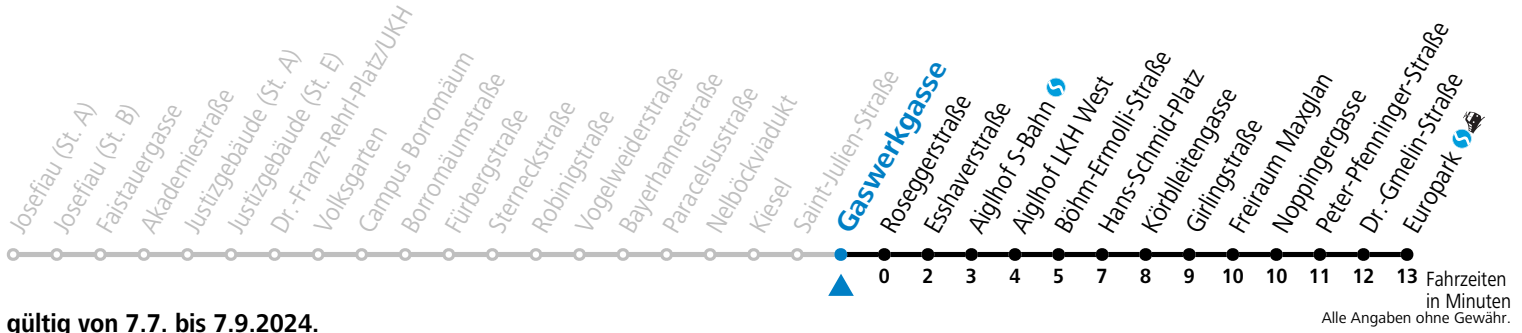 Josefiau (St. A)
Josefiau (St. B)
Faistauergasse
Akademiestraße
Justizgebäude (St. A)
Justizgebäude (St. E)
Dr.-Franz-Rehrl-Platz/UKH
Volksgarten
Campus Borromäum
Borromäumstraße
Fürbergstraße
Sterneckstraße
Robinigstraße
Vogelweiderstraße
Bayerhamerstraße
Paracelsusstraße
Nelböckviadukt
Kiesel
Saint-Julien-Straße
Gaswerkgasse
Roseggerstraße
Esshaverstraße
Aiglhof S-Bahn
Aiglhof LKH West
Böhm-Ermolli-Straße
Hans-Schmid-Platz
Körblleitengasse
Girlingstraße
Freiraum Maxglan
Noppingergasse
Peter-Pfenninger-Straße
Dr.-Gmelin-Straße
Europark
0 2 3 4 5 7 8 9 10 10 11 12 13
Fahrzeiten
in Minuten
Alle Angaben ohne Gewähr.
gültig von 7.7. bis 7.9.2024.